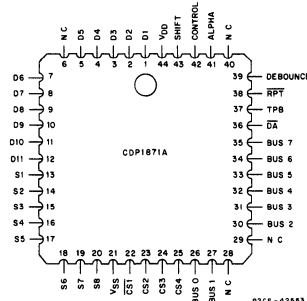 NC
D5
D4
D3
D2
D1
VDD
SHIFT
CONTROL
ALPHA
NC
6 5 4 3 2 1 44 43 42 41 40
D6 7
D7 8
D8 9
D9 10
D10 11
D11 12
S1 13
S2 14
S3 15
S4 16
S5 17
CDP1871A
39 DEBOUNCE
38 RPT
37 TPB
36 DA
35 BUS 7
34 BUS 6
33 BUS 5
32 BUS 4
31 BUS 3
30 BUS 2
29 NC
18 19 20 21 22 23 24 25 26 27 28
S6
S7
S8
VSS
CS1
CS2
CS3
CS4
BUS 0
BUS 1
NC